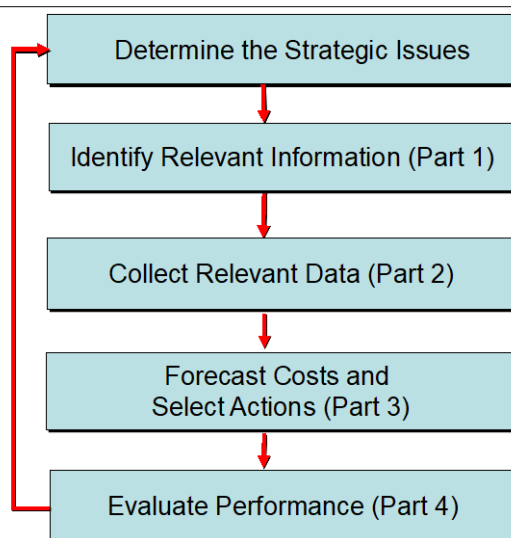 Determine the Strategic Issues
Identify Relevant Information (Part 1)
Collect Relevant Data (Part 2)
Forecast Costs and
Select Actions (Part 3)
Evaluate Performance (Part 4)